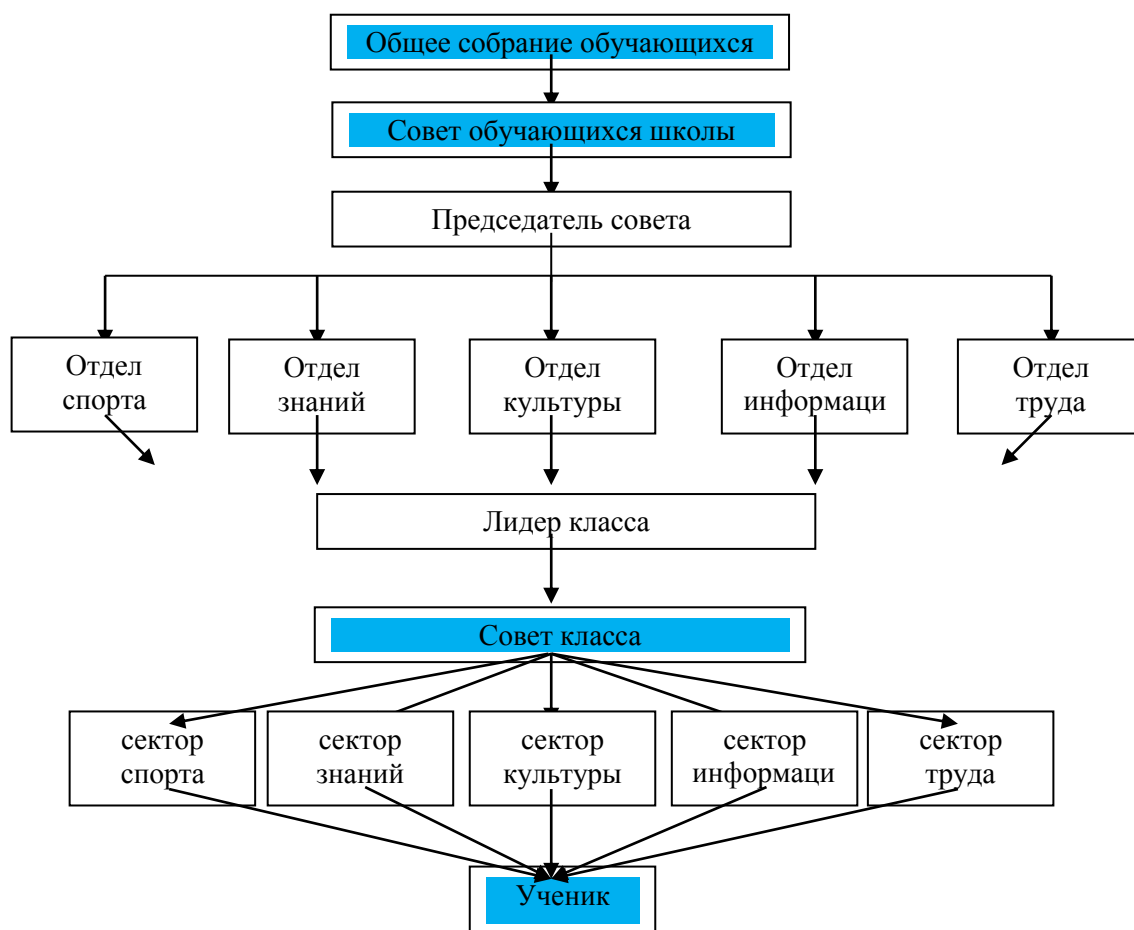 Общее собрание обучающихся
Совет обучающихся школы
Председатель совета
Отдел
спорта
Отдел
знаний
Отдел
культуры
Отдел
информаци
Отдел
труда
Лидер класса
Совет класса
сектор
спорта
сектор
знаний
сектор
культуры
сектор
информаци
сектор
труда
Ученик